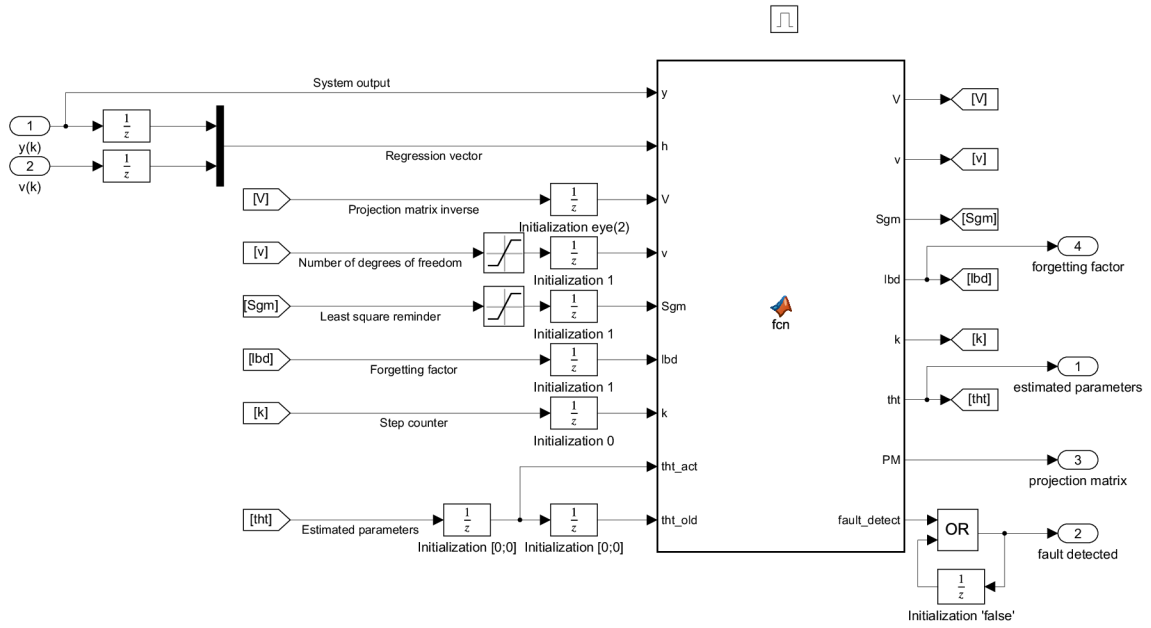 System output
y
1
1
z
y(k)
Regression vector
h
2
1
z
v(k)
[V]
Projection matrix inverse
1
z
V
Initialization eye(2)
[v]
Number of degrees of freedom
1
z
v
Initialization 1
[Sgm]
Least square reminder
1
z
Sgm
Initialization 1
[lbd]
Forgetting factor
1
z
lbd
Initialization 1
[k]
Step counter
1
z
k
Initialization 0
tht_act
[tht]
Estimated parameters
1
z
1
z
tht_old
Initialization [0;0]
Initialization [0;0]
fcn
V
[V]
v
[v]
Sgm
[Sgm]
4
forgetting factor
lbd
[lbd]
k
[k]
1
estimated parameters
tht
[tht]
PM
3
projection matrix
fault_detect
OR
2
fault detected
1
z
Initialization 'false'